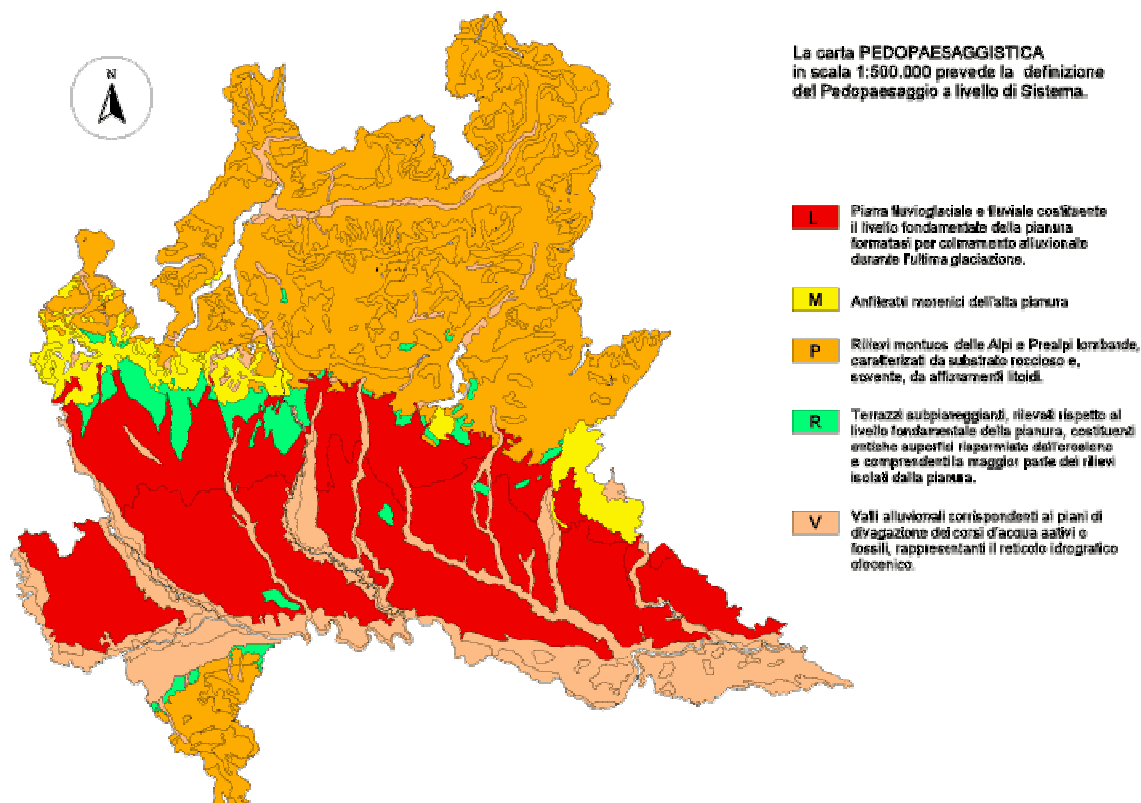 N
La carta PEDOPAESAGGISTICA
in scala 1:500.000 prevede la definizione
del Pedopaesaggio a livello di Sistema.
L
Piana fluvioglaciale e fluviale costituente
il livello fondamentale della pianura
formatasi per colmamento alluvionale
durante l'ultima glaciazione.
M
Anfiteatri morenici dell'alta pianura
P
Rilievi montuosi delle Alpi e Prealpi lombarde,
caratterizzati da substrato roccioso e,
sovente, da affioramenti litoidi.
R
Terrazzi subpianeggianti, rilevati rispetto al
livello fondamentale della pianura, costituenti
antiche superfici risparmiate dall'erosione
e comprendenti la maggior parte dei rilievi
isolati dalla pianura.
V
Valli alluvionali corrispondenti ai piani di
divagazione dei corsi d'acqua attivi o
fossili, rappresentanti il reticolo idrografico
olocenico.